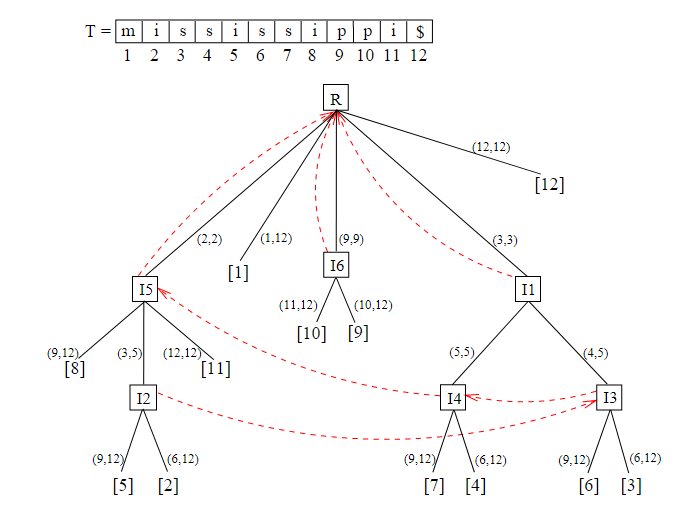 T = m i s s i s s i p p i $
1 2 3 4 5 6 7 8 9 10 11 12
R
(12,12)
[12]
(2,2) (1,12) (9,9) (3,3)
[1] I6
I5 I1
(11,12) (10,12)
[10] [9]
(9,12) (3,5) (12,12) (5,5) (4,5)
[8] [11]
I2 I4 I3
(9,12) (6,12) (9,12) (6,12) (9,12) (6,12)
[5] [2] [7] [4] [6] [3]